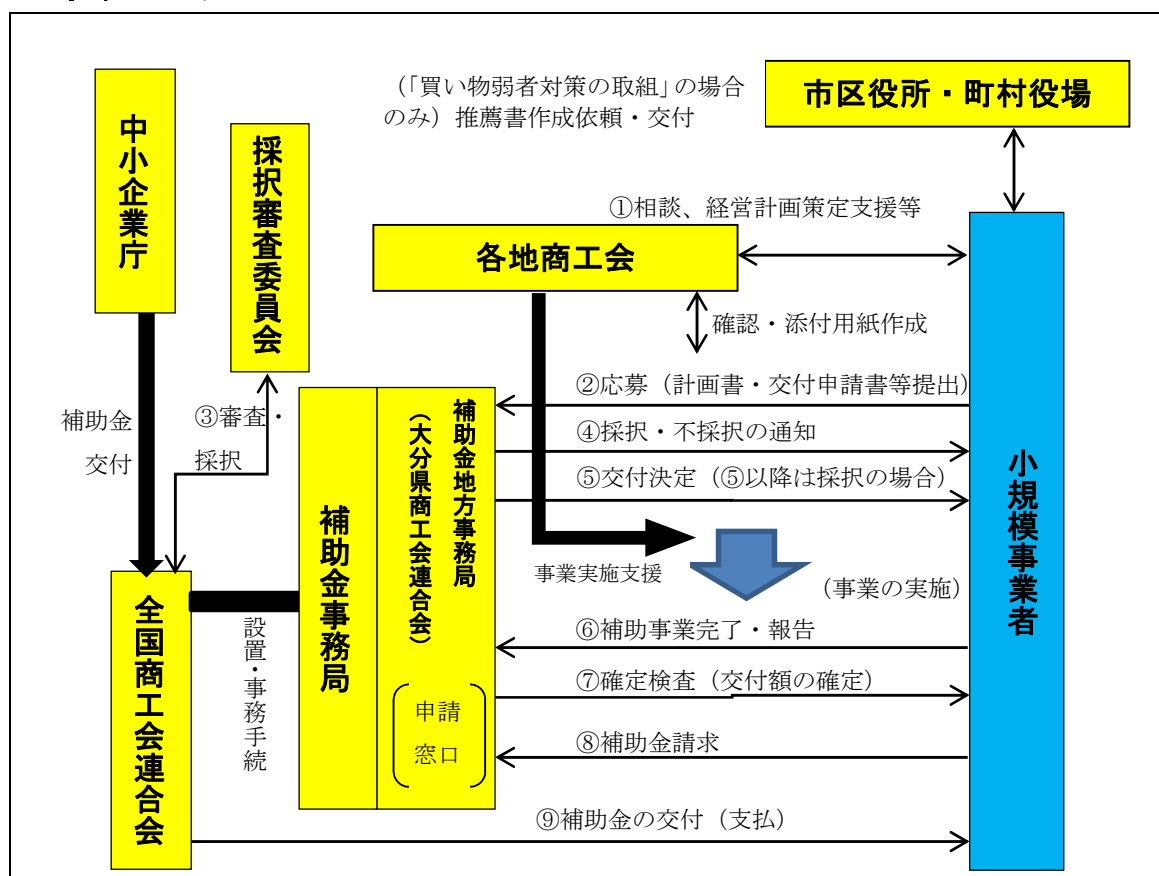 （「買い物弱者対策の取組」の場合
のみ）推薦書作成依頼・交付
市区役所・町村役場
中小企業庁
採択審査委員会
①相談、経営計画策定支援等
各地商工会
確認・添付用紙作成
②応募（計画書・交付申請書等提出）
④採択・不採択の通知
⑤交付決定（⑤以降は採択の場合）
補助金
交付
③審査・
採択
補助金事務局
補助金地方事務局
（大分県商工会連合会）
申請
窓口
小規模事業者
事業実施支援
（事業の実施）
全国商工会連合会
設置・事務手続
⑥補助事業完了・報告
⑦確定検査（交付額の確定）
⑧補助金請求
⑨補助金の交付（支払）